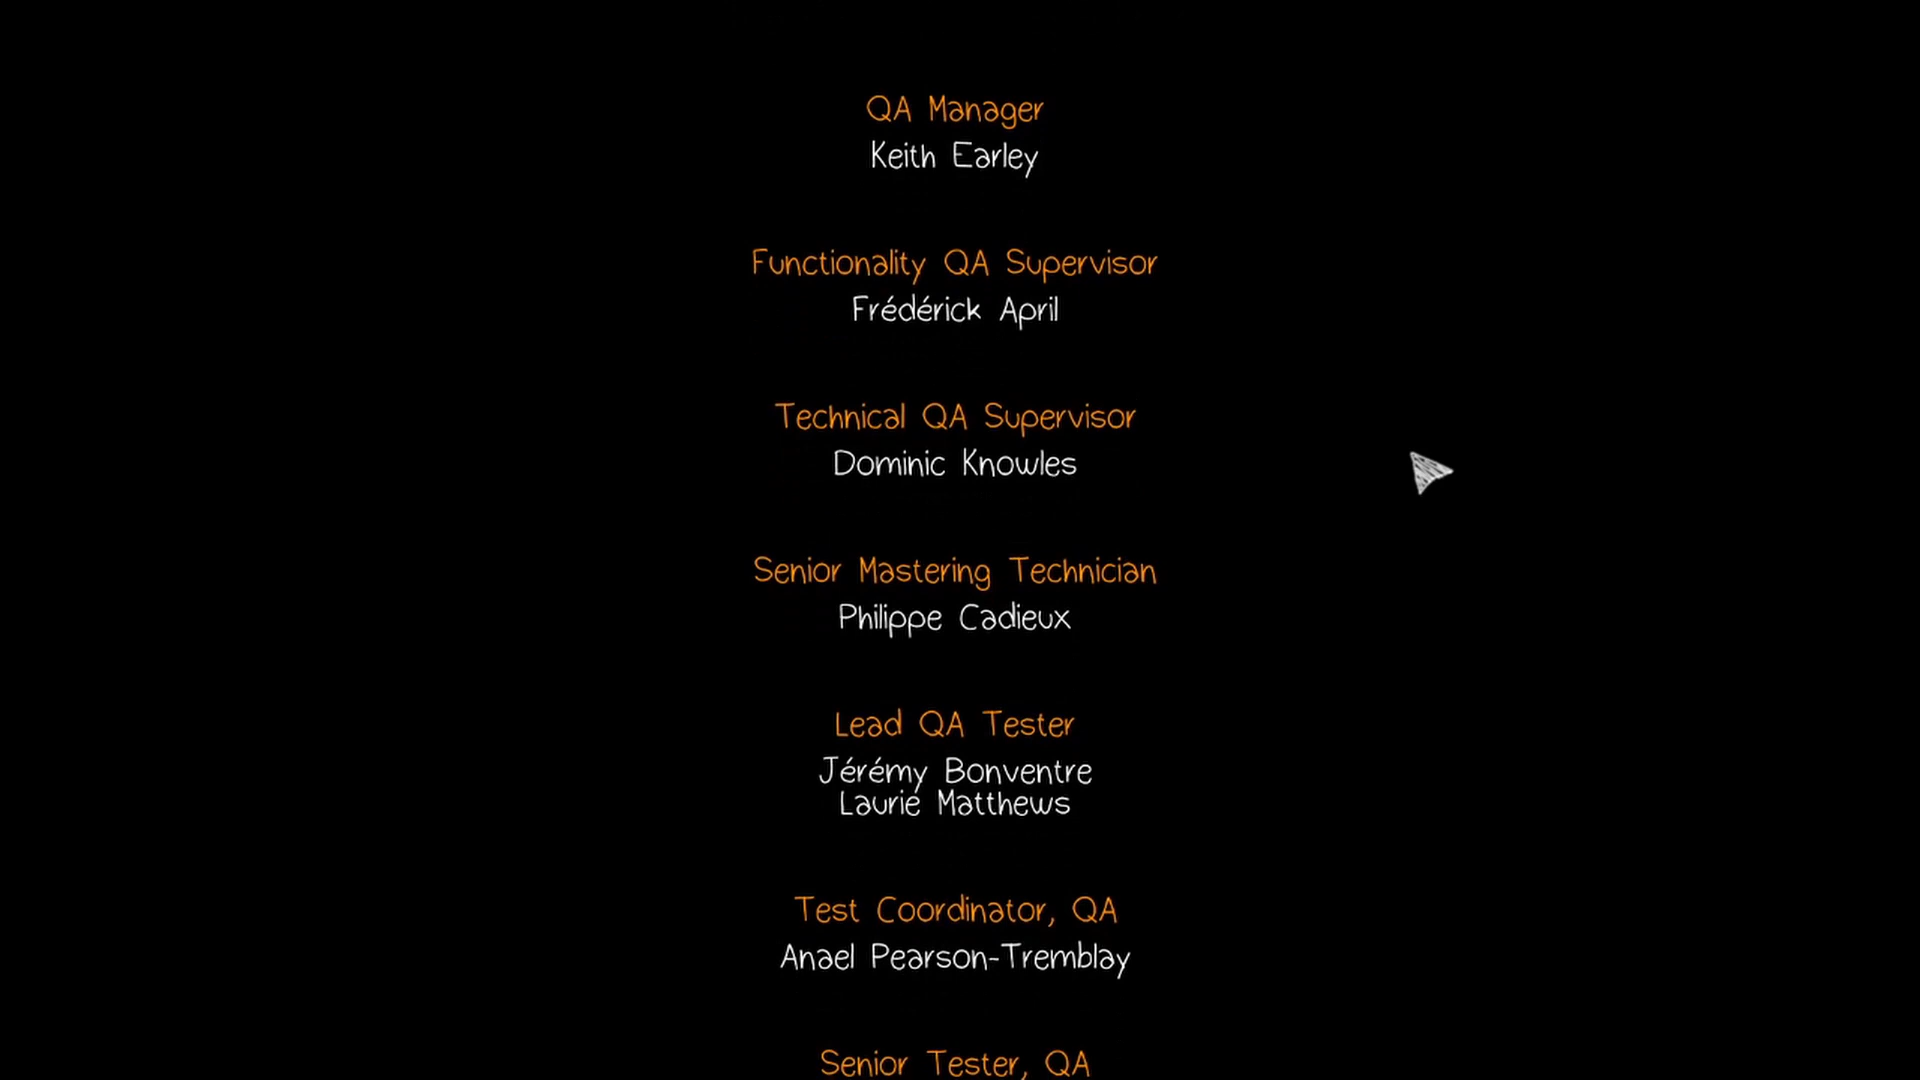 QA Manager
Keith Earley
Functionality QA Supervisor
Frédérick April
Technical QA Supervisor
Dominic Knowles
Senior Mastering Technician
Philippe Cadieux
Lead QA Tester
Jérémy Bonventre
Laurie Matthews
Test Coordinator, QA
Anael Pearson-Tremblay
Senior Tester, QA